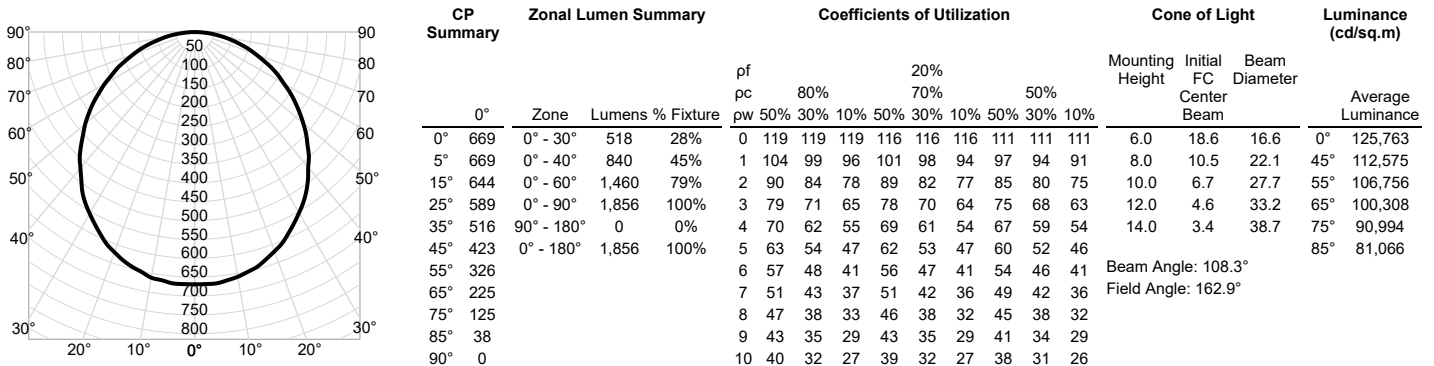 90° 90
80° 80
70° 70
60° 60
50° 50°
40° 40°
30° 30°
50
100
150
200
250
300
350
400
450
500
550
600
650
700
750
800
20° 10° 0° 10° 20°
CP Summary
0°
0° 669
5° 669
15° 644
25° 589
35° 516
45° 423
55° 326
65° 225
75° 125
85° 38
90° 0
Zonal Lumen Summary
Zone Lumens % Fixture
0° - 30° 518 28%
0° - 40° 840 45%
0° - 60° 1,460 79%
0° - 90° 1,856 100%
90° - 180° 0 0%
0° - 180° 1,856 100%
Coefficients of Utilization
ρf 20%
ρc 80% 70% 50%
ρw 50% 30% 10% 50% 30% 10% 50% 30% 10%
0 119 119 119 116 116 116 111 111 111
1 104 99 96 101 98 94 97 94 91
2 90 84 78 89 82 77 85 80 75
3 79 71 65 78 70 64 75 68 63
4 70 62 55 69 61 54 67 59 54
5 63 54 47 62 53 47 60 52 46
6 57 48 41 56 47 41 54 46 41
7 51 43 37 51 42 36 49 42 36
8 47 38 33 46 38 32 45 38 32
9 43 35 29 43 35 29 41 34 29
10 40 32 27 39 32 27 38 31 26
Cone of Light
Mounting Height Initial FC Center Beam Beam Diameter
6.0 18.6 16.6
8.0 10.5 22.1
10.0 6.7 27.7
12.0 4.6 33.2
14.0 3.4 38.7
Beam Angle: 108.3°
Field Angle: 162.9°
Luminance
(cd/sq.m)
Average
Luminance
0° 125,763
45° 112,575
55° 106,756
65° 100,308
75° 90,994
85° 81,066